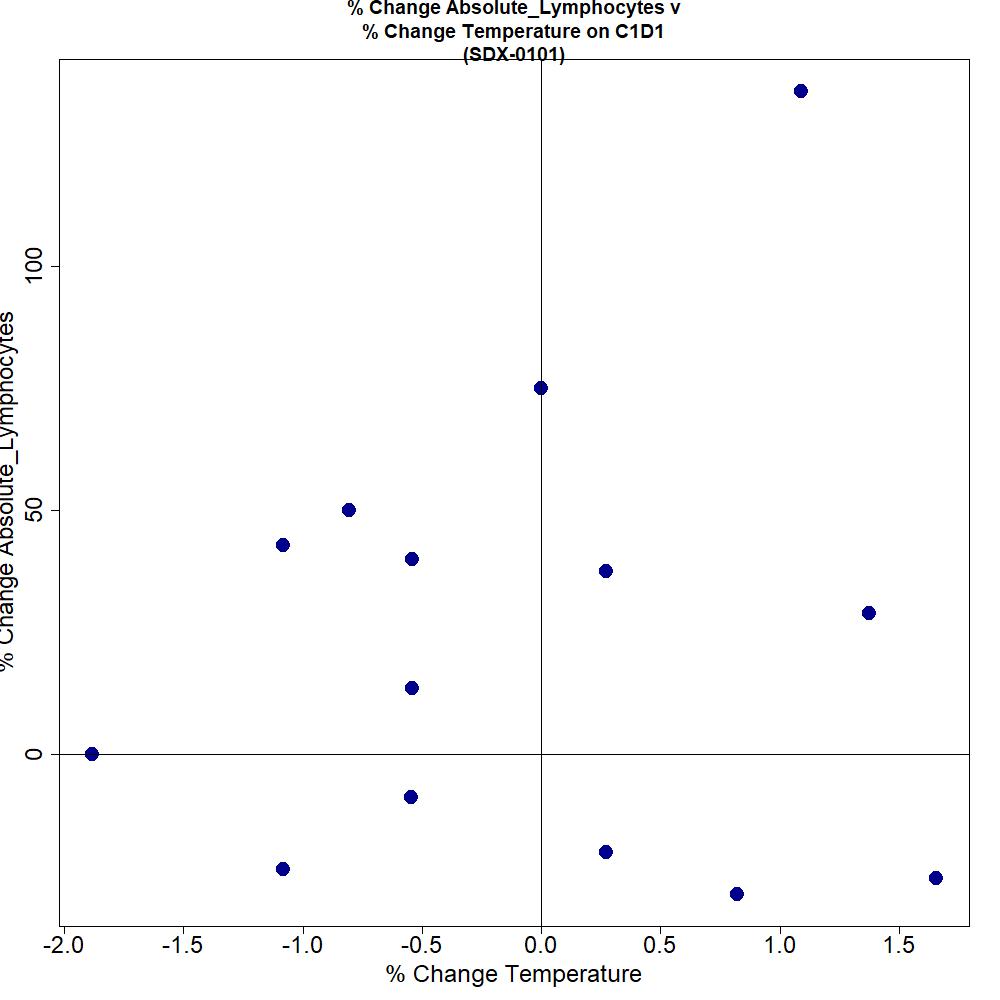 % Change Absolute_Lymphocytes v
% Change Temperature on C1D1
(SDX-0101)
% Change Absolute_Lymphocytes
100
50
0
-2.0
-1.5
-1.0
-0.5
0.0
0.5
1.0
1.5
% Change Temperature